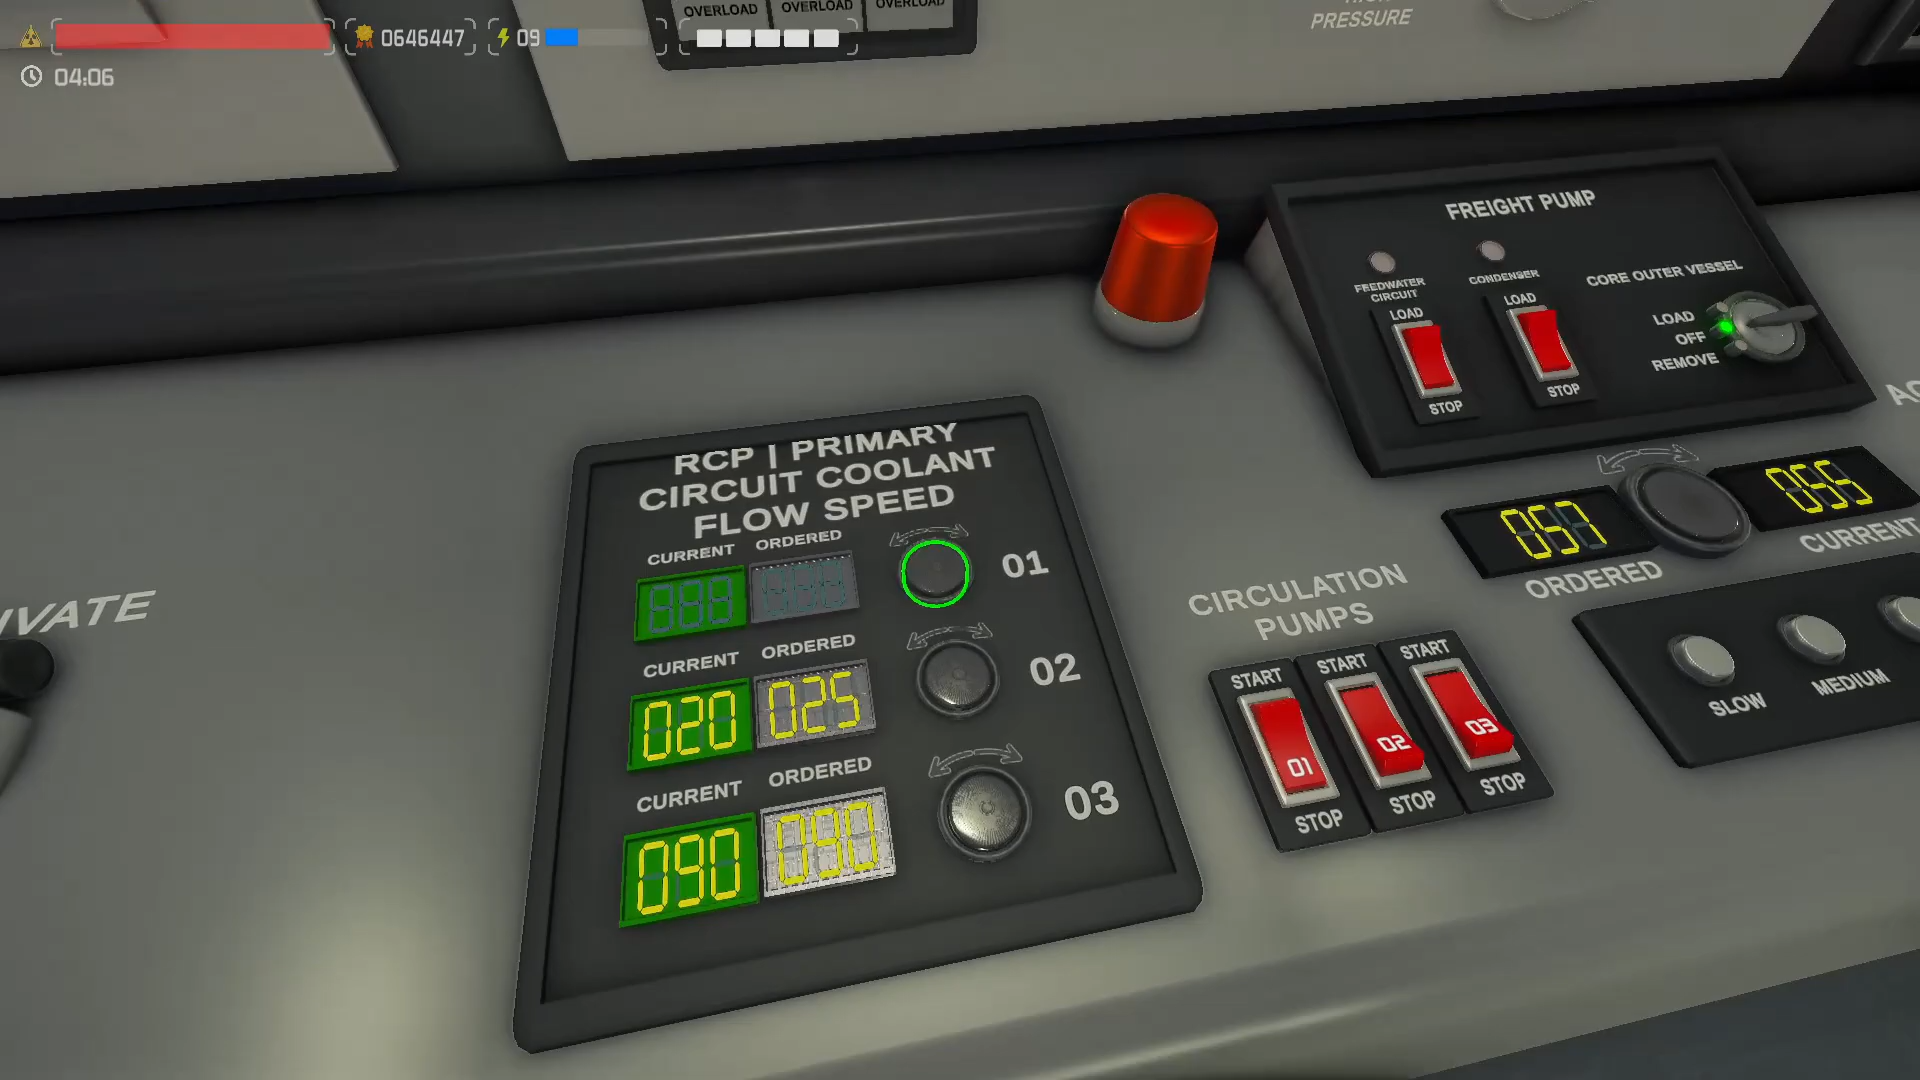 OVERLOAD OVERLOAD OVERLOAD
PRESSURE
0646447
09
04:06
FREIGHT PUMP
FEEDWATER
CIRCUIT
CONDENSER
CORE OUTER VESSEL
LOAD
STOP
LOAD
STOP
LOAD
OFF
REMOVE
RCP | PRIMARY
CIRCUIT COOLANT
FLOW SPEED
CURRENT ORDERED
01
CURRENT ORDERED
020 025 02
CURRENT ORDERED
090 090 03
IVATE
057 055
ORDERED CURRENT
CIRCULATION
PUMPS
START START START
01 02 03
STOP STOP STOP
SLOW MEDIUM